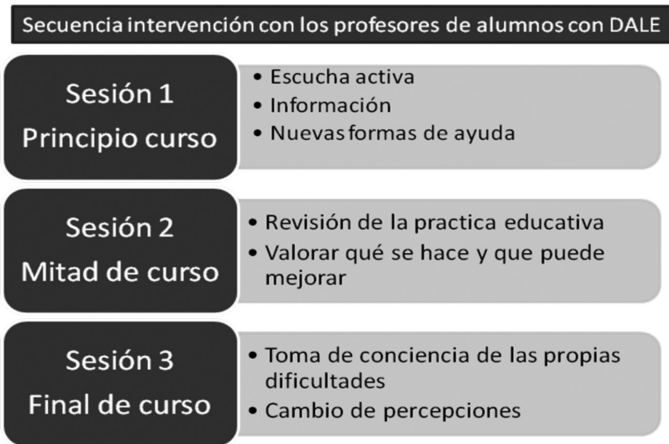 Secuencia intervención con los profesores de alumnos con DALE
Sesión 1
Principio curso
• Escucha activa
• Información
• Nuevas formas de ayuda
Sesión 2
Mitad de curso
• Revisión de la practica educativa
• Valorar qué se hace y que puede
mejorar
Sesión 3
Final de curso
• Toma de conciencia de las propias
dificultades
• Cambio de percepciones